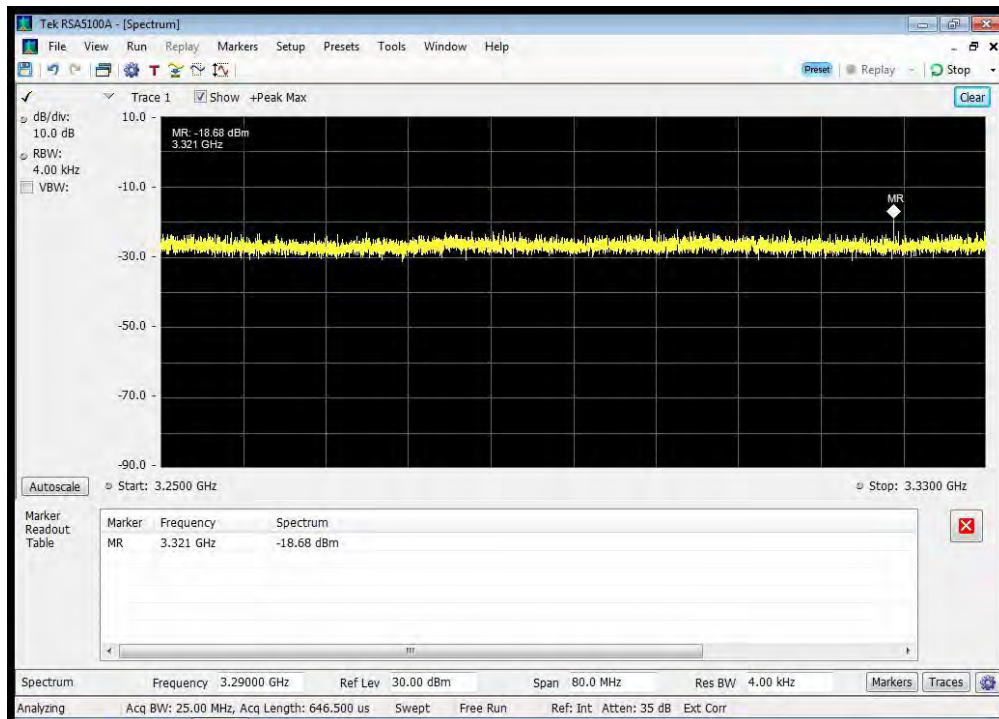 Tek RSA5100A - [Spectrum]
File View Run Replay Markers Setup Presets Tools Window Help
Preset Replay Stop
Trace 1 Show +Peak Max Clear
dB/div:
10.0 dB
RBW:
4.00 kHz
VBW:
10.0
-10.0
-30.0
-50.0
-70.0
-90.0
MR: -18.68 dBm
3.321 GHz
MR
Autoscale Start: 3.2500 GHz Stop: 3.3300 GHz
Marker Readout Table
Marker Frequency Spectrum
MR 3.321 GHz -18.68 dBm
Spectrum Frequency 3.29000 GHz Ref Lev 30.00 dBm Span 80.0 MHz Res BW 4.00 kHz Markers Traces
Analyzing Acq BW: 25.00 MHz, Acq Length: 646.500 us Swept Free Run Ref: Int Atten: 35 dB Ext Corr